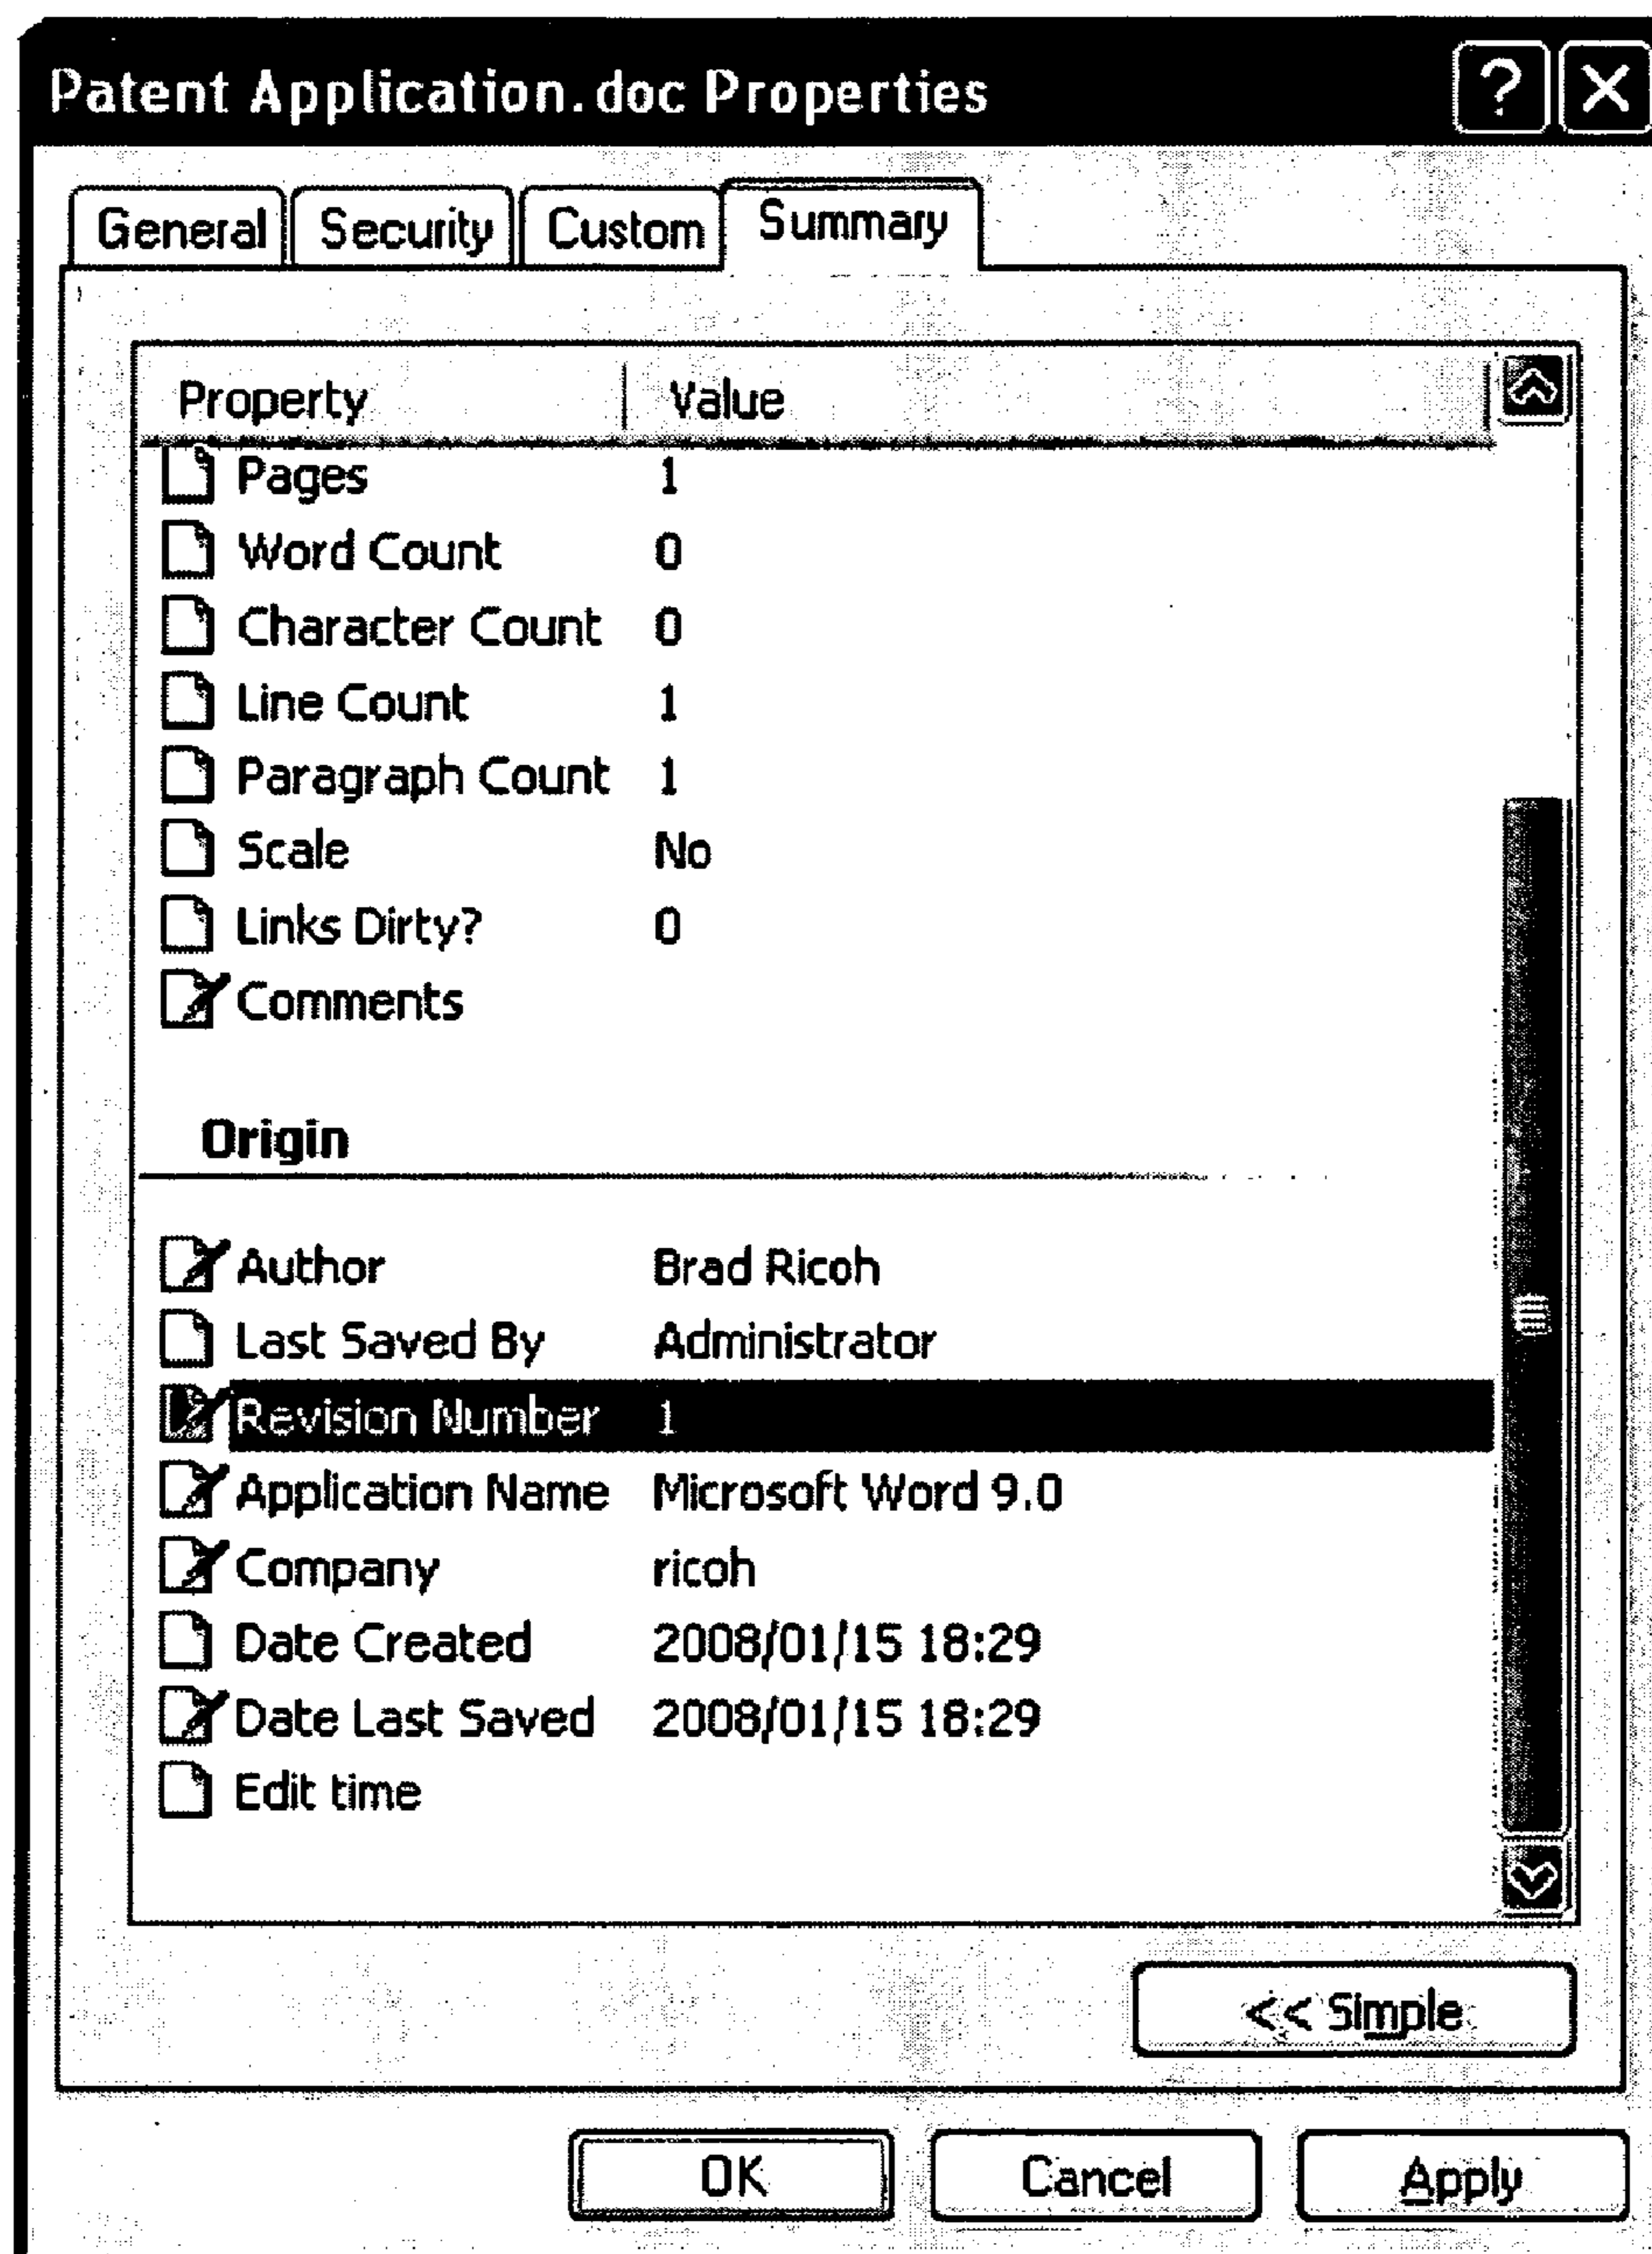 Patent Application.doc Properties ? X
General Security Custom Summary
Property Value
Pages 1
Word Count 0
Character Count 0
Line Count 1
Paragraph Count 1
Scale No
Links Dirty? 0
Comments
Origin
Author Brad Ricoh
Last Saved By Administrator
Revision Number 1
Application Name Microsoft Word 9.0
Company ricoh
Date Created 2008/01/15 18:29
Date Last Saved 2008/01/15 18:29
Edit time
<< Simple
OK Cancel Apply